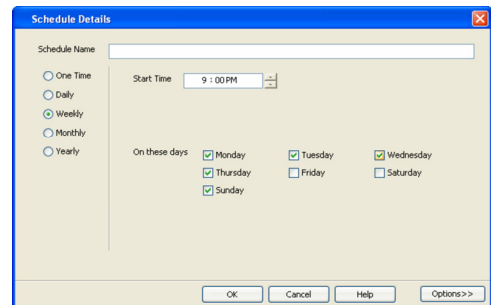 Schedule Details
Schedule Name
One Time
Daily
Weekly
Monthly
Yearly
Start Time 9 : 00 PM
On these days
Monday Tuesday Wednesday
Thursday Friday Saturday
Sunday
OK Cancel Help Options>>